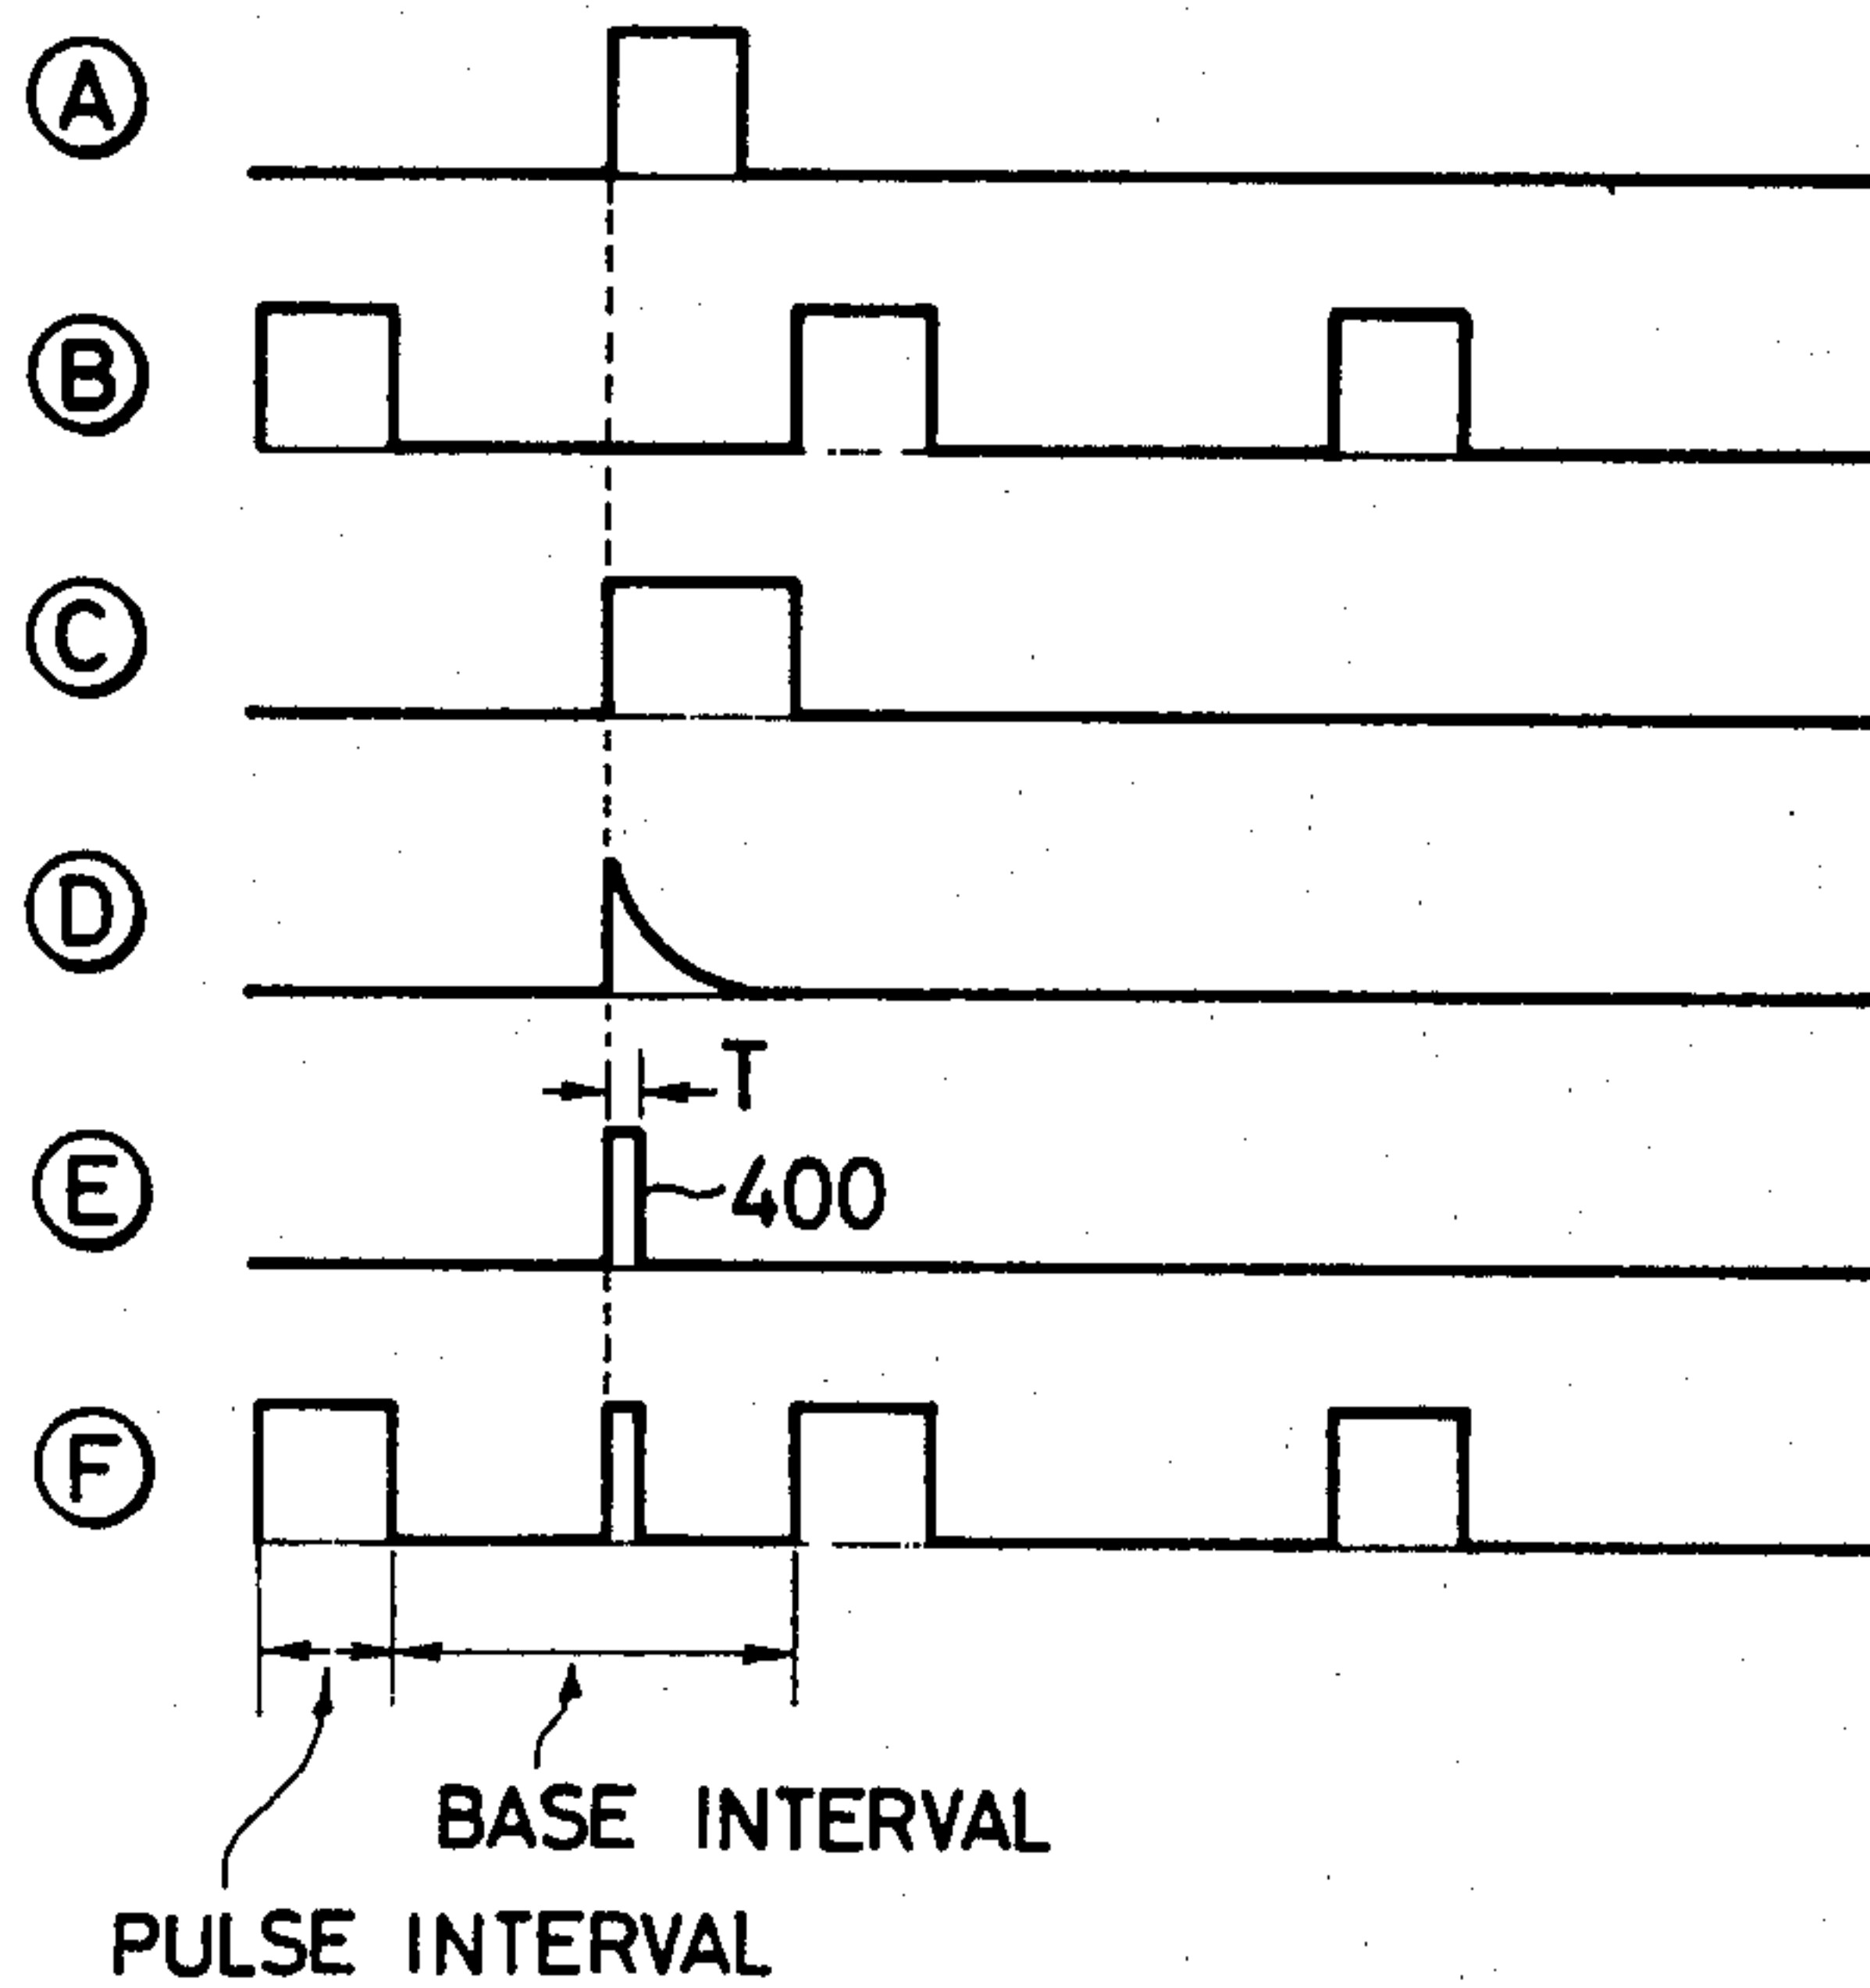 A
B
C
D
T
E
400
F
BASE INTERVAL
PULSE INTERVAL